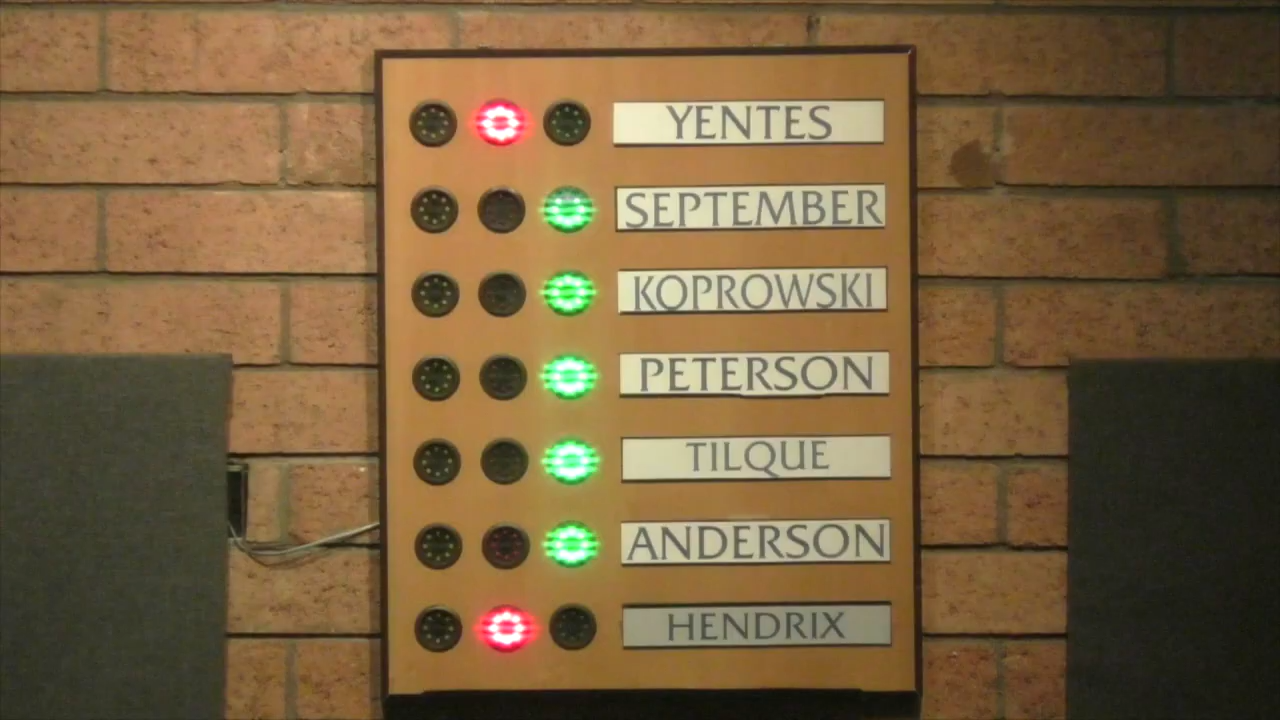 YENTES
SEPTEMBER
KOPROWSKI
PETERSON
TILQUE
ANDERSON
HENDRIX